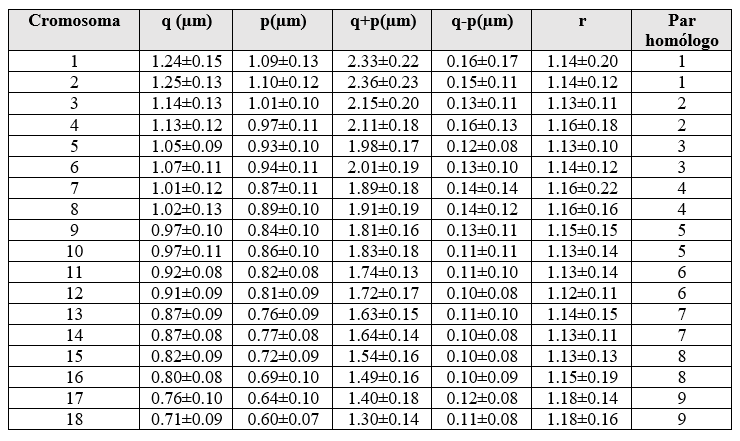 Cromosoma q (µm) p(µm) q+p(µm) q-p(µm) r Par homólogo
1 1.24±0.15 1.09±0.13 2.33±0.22 0.16±0.17 1.14±0.20 1
2 1.25±0.13 1.10±0.12 2.36±0.23 0.15±0.11 1.14±0.12 1
3 1.14±0.13 1.01±0.10 2.15±0.20 0.13±0.11 1.13±0.11 2
4 1.13±0.12 0.97±0.11 2.11±0.18 0.16±0.13 1.16±0.18 2
5 1.05±0.09 0.93±0.10 1.98±0.17 0.12±0.08 1.13±0.10 3
6 1.07±0.11 0.94±0.11 2.01±0.19 0.13±0.10 1.14±0.12 3
7 1.01±0.12 0.87±0.11 1.89±0.18 0.14±0.14 1.16±0.22 4
8 1.02±0.13 0.89±0.10 1.91±0.19 0.14±0.12 1.16±0.16 4
9 0.97±0.10 0.84±0.10 1.81±0.16 0.13±0.11 1.15±0.15 5
10 0.97±0.11 0.86±0.10 1.83±0.18 0.11±0.11 1.13±0.14 5
11 0.92±0.08 0.82±0.08 1.74±0.13 0.11±0.10 1.13±0.14 6
12 0.91±0.09 0.81±0.09 1.72±0.17 0.10±0.08 1.12±0.11 6
13 0.87±0.09 0.76±0.09 1.63±0.15 0.11±0.10 1.14±0.15 7
14 0.87±0.08 0.77±0.08 1.64±0.14 0.10±0.08 1.13±0.11 7
15 0.82±0.09 0.72±0.09 1.54±0.16 0.10±0.08 1.13±0.13 8
16 0.80±0.08 0.69±0.10 1.49±0.16 0.10±0.09 1.15±0.19 8
17 0.76±0.10 0.64±0.10 1.40±0.18 0.12±0.08 1.18±0.14 9
18 0.71±0.09 0.60±0.07 1.30±0.14 0.11±0.08 1.18±0.16 9